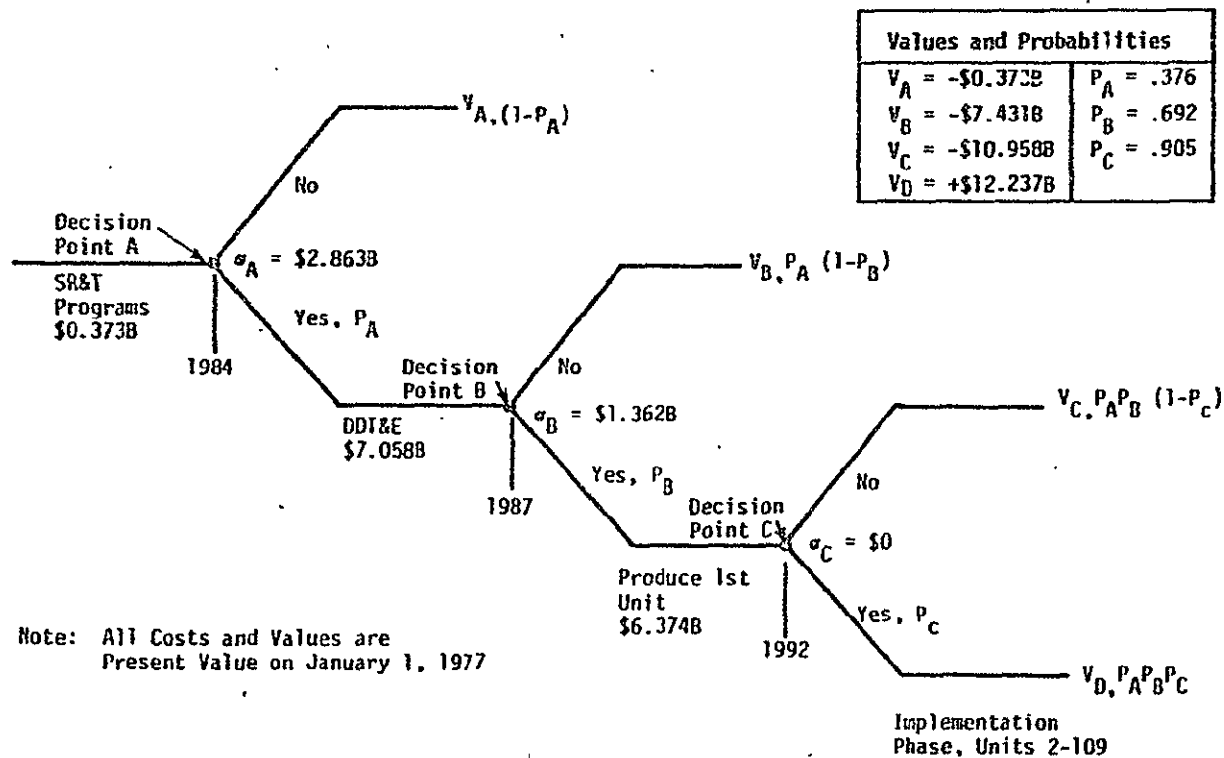 Values and Probabilities
V_A = -$0.373B P_A = .376
V_B = -$7.431B P_B = .692
V_C = -$10.958B P_C = .905
V_D = +$12.237B
V_A, (1-P_A)
No
Decision
Point A
σ_A = $2.863B
SR&T
Programs
$0.373B
Yes, P_A
1984
V_B, P_A (1-P_B)
No
Decision
Point B
σ_B = $1.362B
DDT&E
$7.058B
Yes, P_B
1987
V_C, P_A P_B (1-P_C)
No
Decision
Point C
σ_C = $0
Produce 1st
Unit
$6.374B
Yes, P_C
1992
V_D, P_A P_B P_C
Implementation
Phase, Units 2-109
Note: All Costs and Values are
Present Value on January 1, 1977